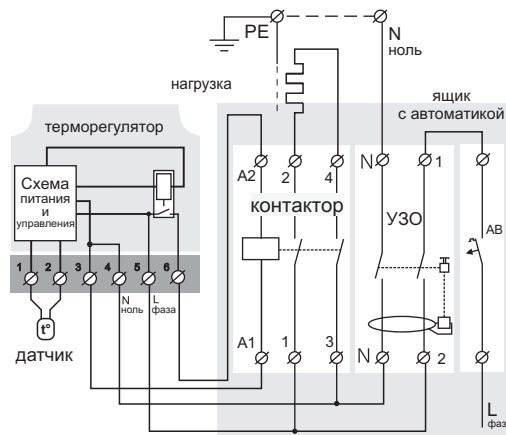 PE
N
ноль
нагрузка
ящик
с автоматикой
терморегулятор
Схема
питания
и
управления
A2
2
4
N
1
контактор
УЗО
АВ
1
2
3
4
5
6
N
ноль
L
фаза
t°
датчик
A1
1
3
N
2
L
фаз